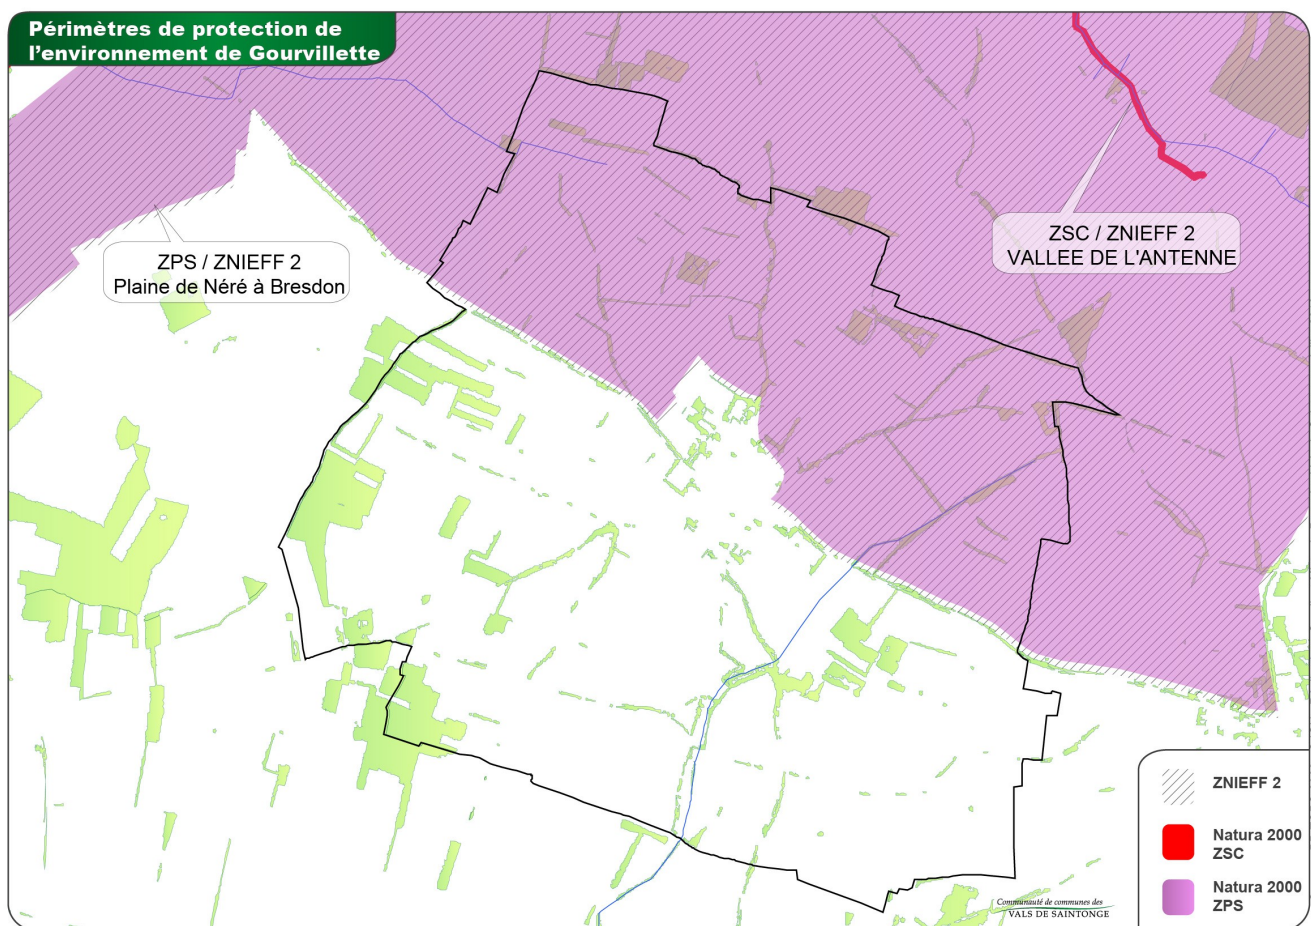 Périmètres de protection de
l'environnement de Gourvillette
ZPS / ZNIEFF 2
Plaine de Néré à Bresdon
ZSC / ZNIEFF 2
VALLEE DE L'ANTENNE
ZNIEFF 2
Natura 2000
ZSC
Natura 2000
ZPS
Communauté de communes des
VALS DE SAINTONGE